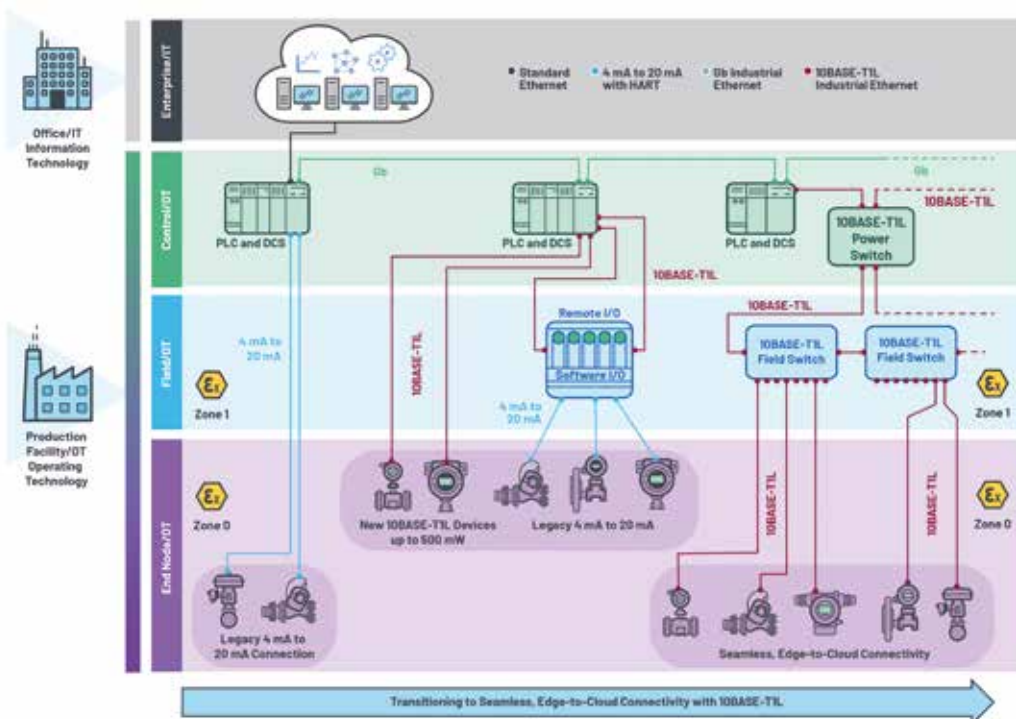 Enterprise/IT
Standard
Ethernet
4 mA to 20 mA
with HART
Gb Industrial
Ethernet
10BASE-T1L
Industrial Ethernet
Office/IT
Information
Technology
Control/OT
Gb
Gb
PLC and DCS
PLC and DCS
PLC and DCS
10BASE-T1L
10BASE-T1L
Power
Switch
10BASE-T1L
Field/OT
4 mA to
20 mA
10BASE-T1L
Remote I/O
Software I/O
4 mA to
20 mA
10BASE-T1L
10BASE-T1L
Field Switch
10BASE-T1L
Field Switch
Ex
Zone 1
Ex
Zone 1
Production
Facility/OT
Operating
Technology
End Node/OT
Ex
Zone 0
Ex
Zone 0
New 10BASE-T1L Devices
up to 500 mW
Legacy 4 mA to 20 mA
10BASE-T1L
10BASE-T1L
10BASE-T1L
Legacy 4 mA to
20 mA Connection
Seamless, Edge-to-Cloud Connectivity
Transitioning to Seamless, Edge-to-Cloud Connectivity with 10BASE-T1L